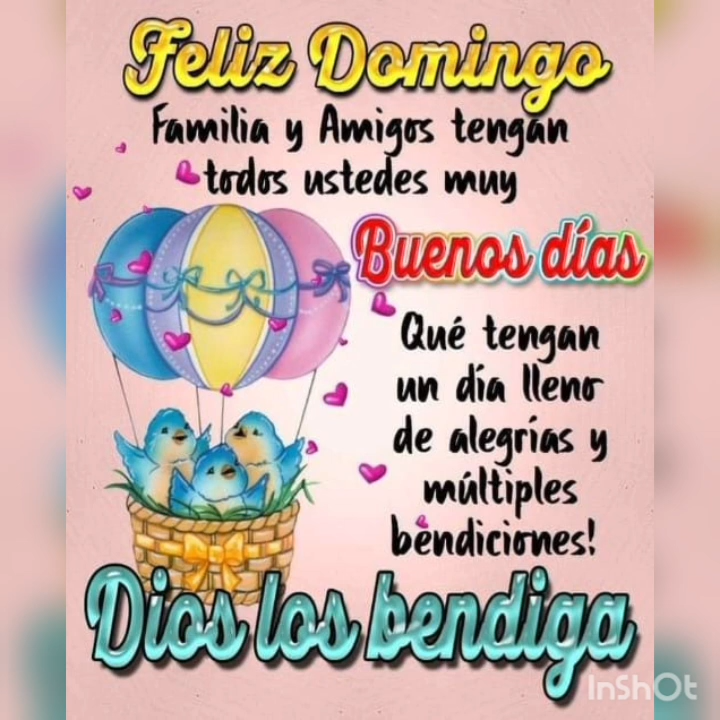 Feliz Domingo
Familia y Amigos tengan
todos ustedes muy
Buenos días
Qué tengan
un día lleno
de alegrías y
múltiples
bendiciones!
Dios los bendiga
InShOt